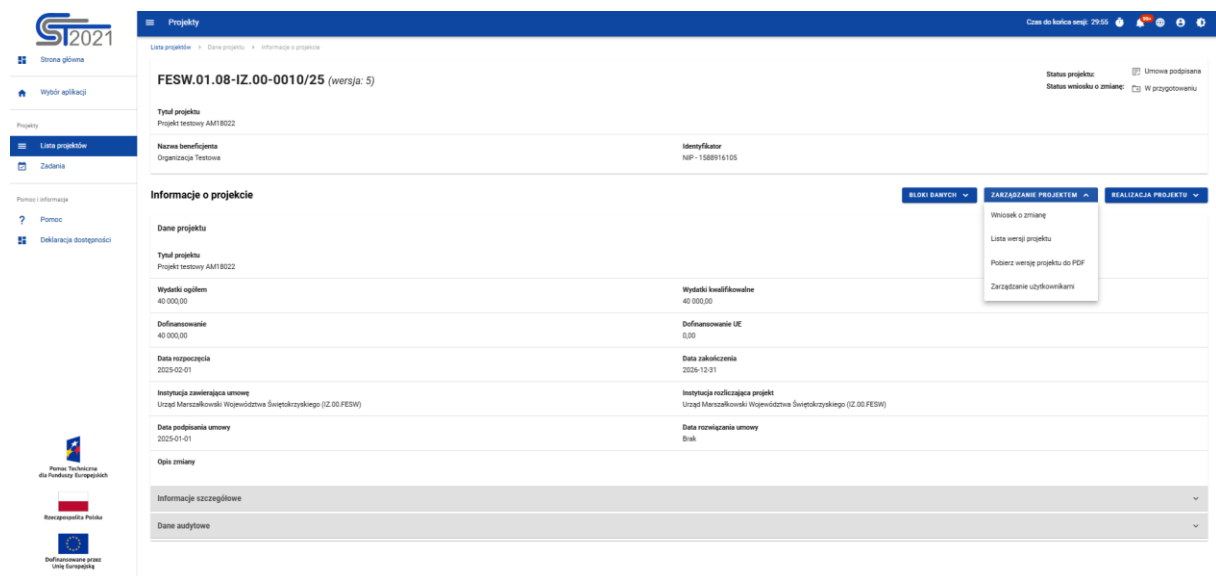 ST2021
Projekty
Czas do końca sesji: 29:55
99+
Strona główna
Wybór aplikacji
Projekty
Lista projektów
Zadania
Pomoc i informacje
? Pomoc
Deklaracja dostępności
Lista projektów > Dane projektu > Informacje o projekcie
FESW.01.08-IZ.00-0010/25 (wersja: 5)
Status projektu: Umowa podpisana
Status wniosku o zmianę: W przygotowaniu
Tytuł projektu
Projekt testowy AM18022
Nazwa beneficjenta Identyfikator
Organizacja Testowa NIP - 1588916105
Informacje o projekcie
BLOKI DANYCH ZARZĄDZANIE PROJEKTEM REALIZACJA PROJEKTU
Wniosek o zmianę
Lista wersji projektu
Pobierz wersję projektu do PDF
Zarządzanie użytkownikami
Dane projektu
Tytuł projektu
Projekt testowy AM18022
Wydatki ogółem Wydatki kwalifikowalne
40 000,00 40 000,00
Dofinansowanie Dofinansowanie UE
40 000,00 0,00
Data rozpoczęcia Data zakończenia
2025-02-01 2026-12-31
Instytucja zawierająca umowę Instytucja rozliczająca projekt
Urząd Marszałkowski Województwa Świętokrzyskiego (IZ.00.FESW) Urząd Marszałkowski Województwa Świętokrzyskiego (IZ.00.FESW)
Data podpisania umowy Data rozwiązania umowy
2025-01-01 Brak
Opis zmiany
Informacje szczegółowe
Dane audytowe
Pomoc Techniczna
dla Funduszy Europejskich
Rzeczpospolita Polska
Dofinansowane przez
Unię Europejską